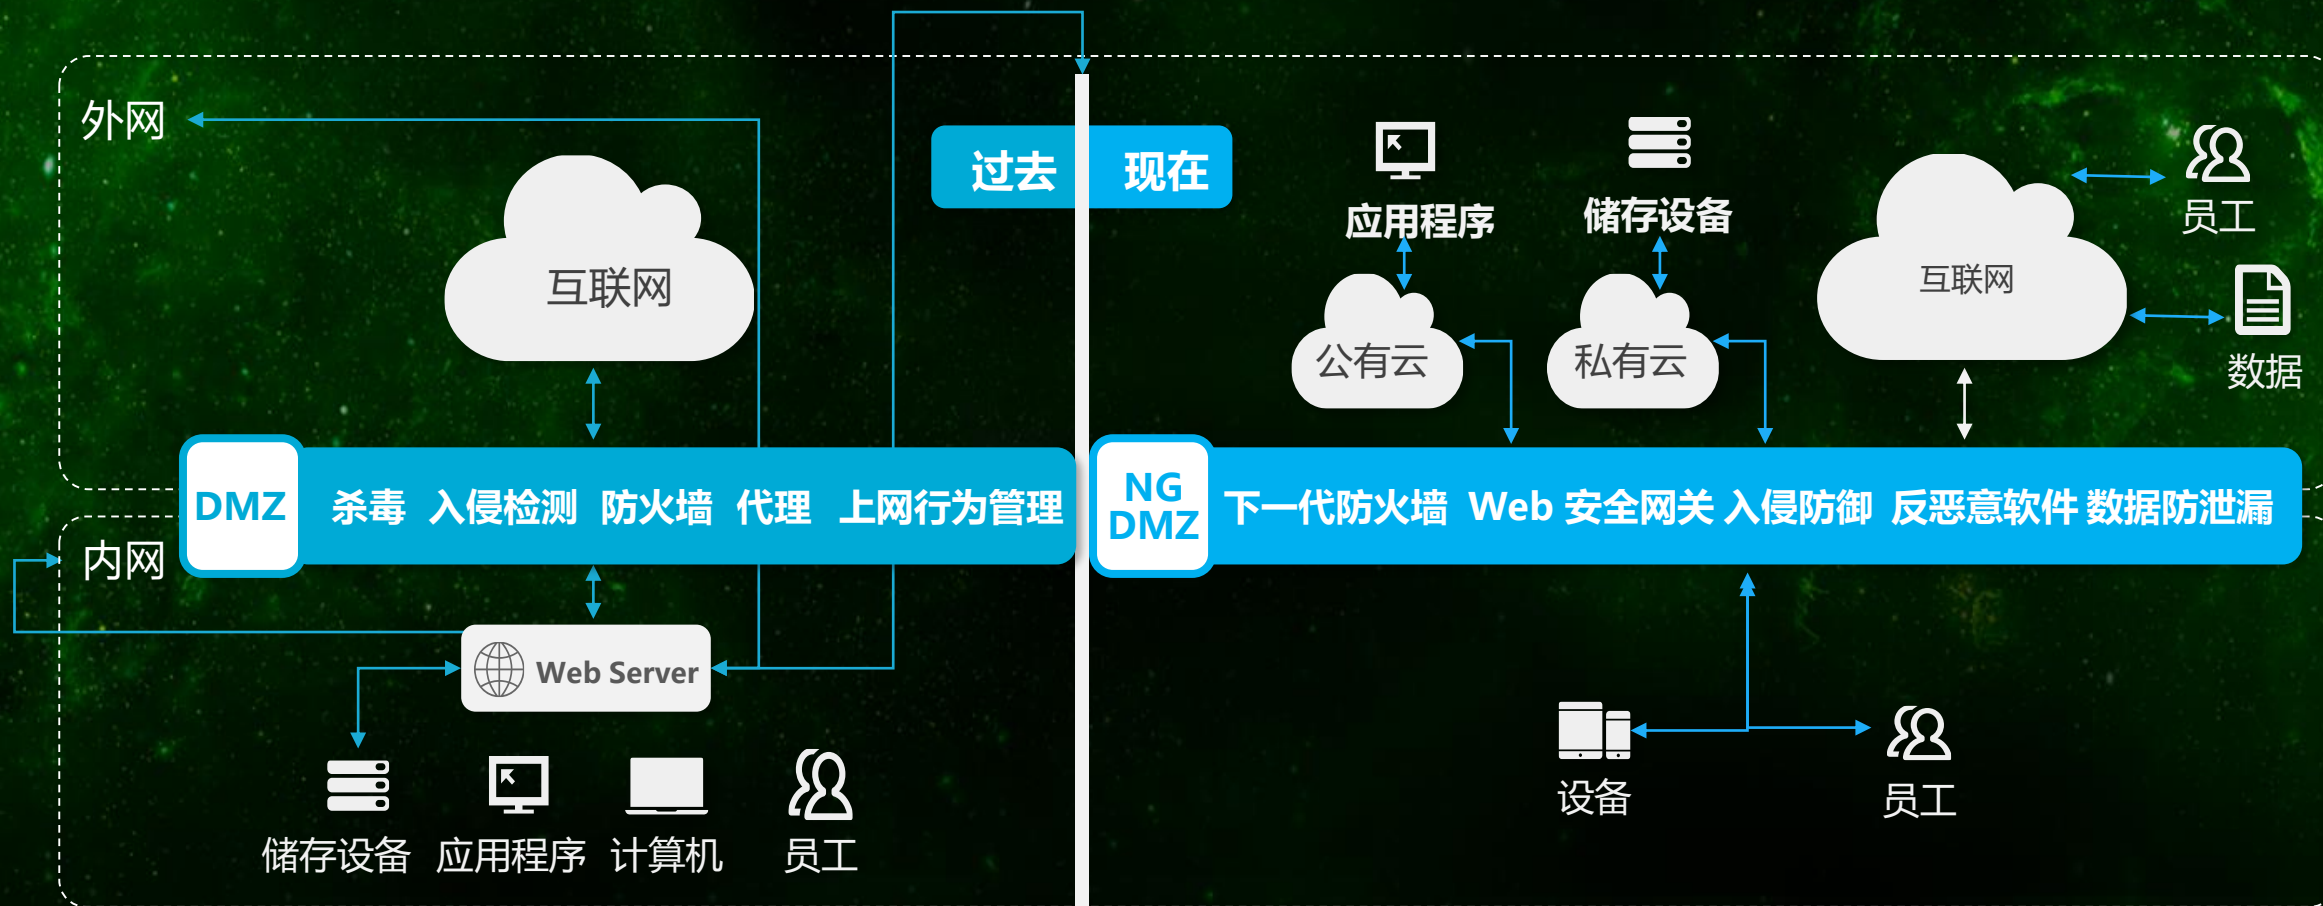 外网
过去
现在
应用程序
储存设备
员工
互联网
互联网
公有云
私有云
数据
DMZ
杀毒 入侵检测 防火墙 代理 上网行为管理
NG
DMZ
下一代防火墙 Web 安全网关 入侵防御 反恶意软件 数据防泄漏
内网
Web Server
储存设备
应用程序
计算机
员工
设备
员工